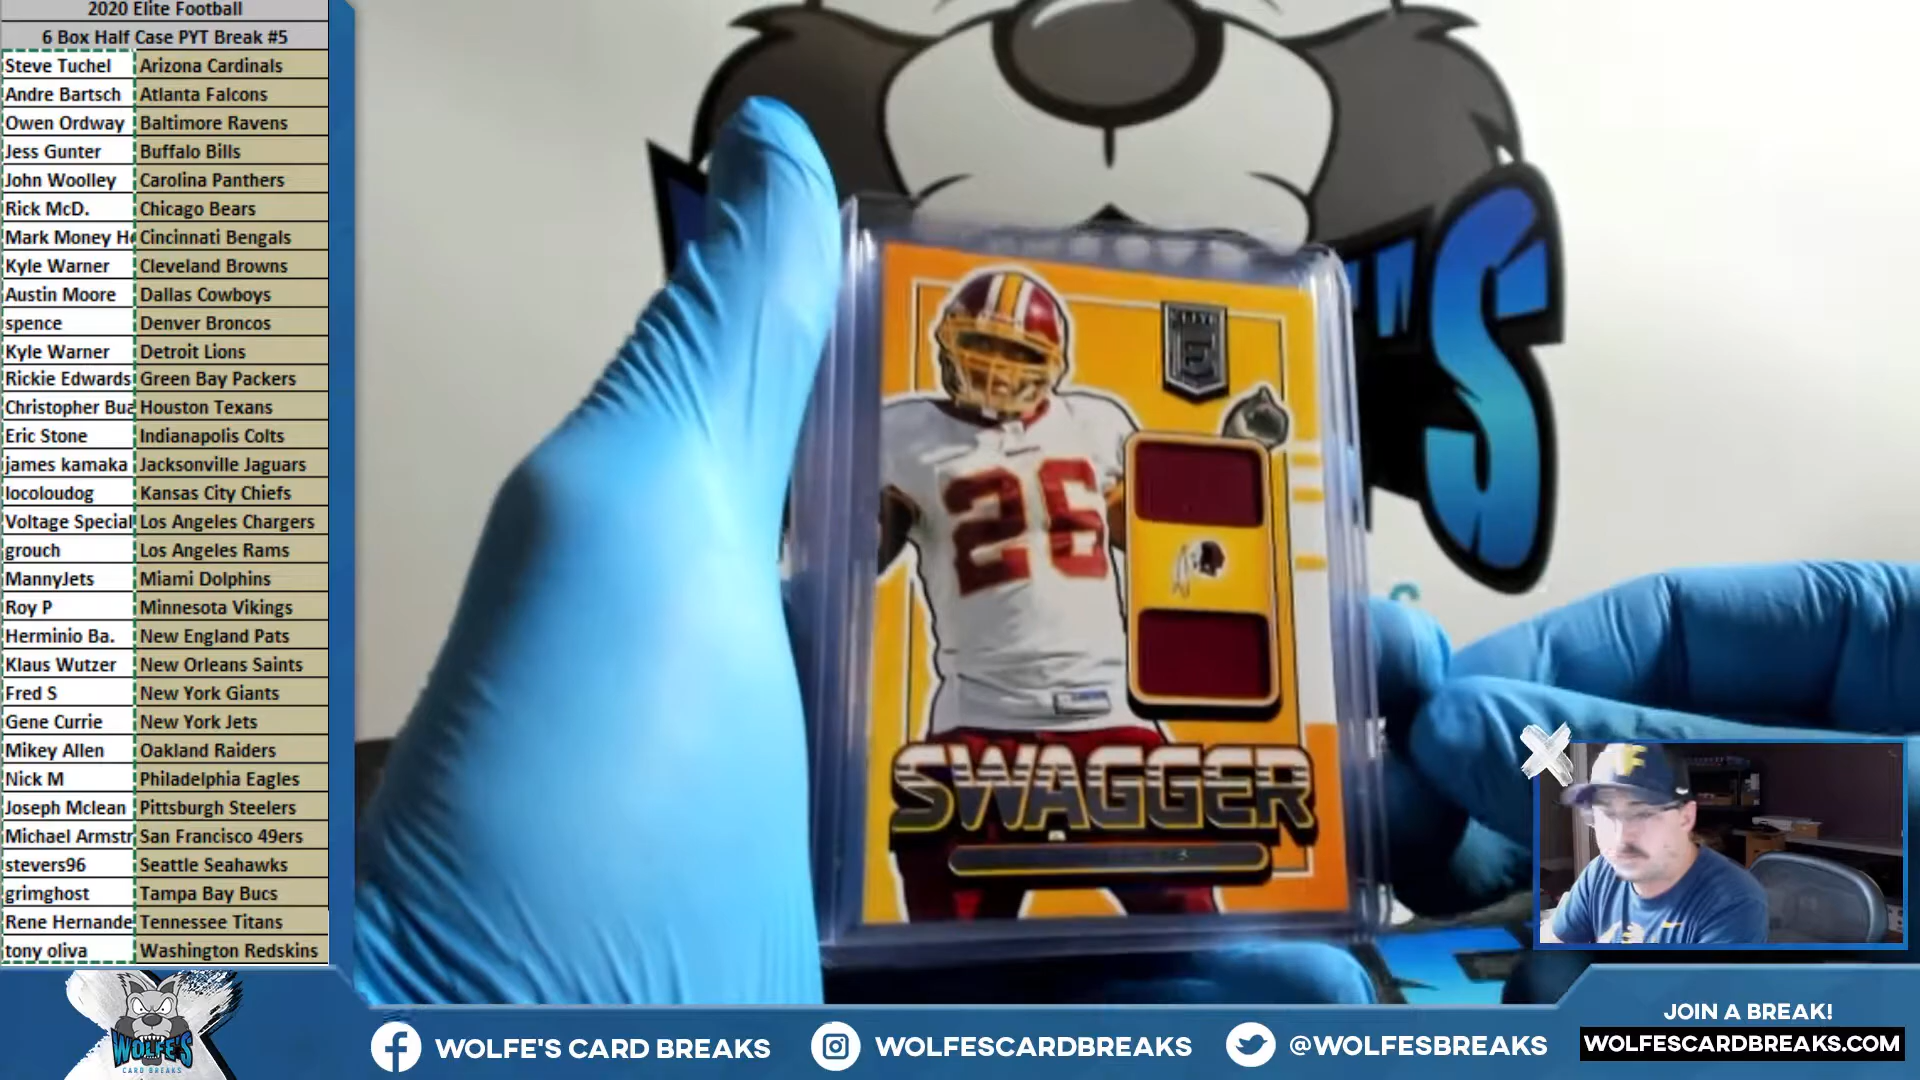 2020 Elite Football
6 Box Half Case PYT Break #5
Steve Tuchel Arizona Cardinals
Andre Bartsch Atlanta Falcons
Owen Ordway Baltimore Ravens
Jess Gunter Buffalo Bills
John Woolley Carolina Panthers
Rick McD. Chicago Bears
Mark Money H Cincinnati Bengals
Kyle Warner Cleveland Browns
Austin Moore Dallas Cowboys
spence Denver Broncos
Kyle Warner Detroit Lions
Rickie Edwards Green Bay Packers
Christopher Bua Houston Texans
Eric Stone Indianapolis Colts
james kamaka Jacksonville Jaguars
locoloudog Kansas City Chiefs
Voltage Special Los Angeles Chargers
grouch Los Angeles Rams
MannyJets Miami Dolphins
Roy P Minnesota Vikings
Herminio Ba. New England Pats
Klaus Wutzer New Orleans Saints
Fred S New York Giants
Gene Currie New York Jets
Mikey Allen Oakland Raiders
Nick M Philadelphia Eagles
Joseph Mclean Pittsburgh Steelers
Michael Armstr San Francisco 49ers
stevers96 Seattle Seahawks
grimghost Tampa Bay Bucs
Rene Hernande Tennessee Titans
tony oliva Washington Redskins
ELITE
E
26
SWAGGER
'S
WOLFE'S
CARD BREAKS
WOLFE'S CARD BREAKS
WOLFESCARDBREAKS
@WOLFESBREAKS
JOIN A BREAK!
WOLFESCARDBREAKS.COM